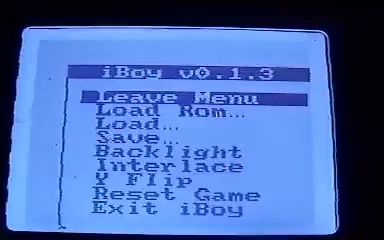 iBoy v0.1.3
Leave Menu
Load Rom...
Load...
Save...
Backlight
Interlace
Y Flip
Reset Game
Exit iBoy